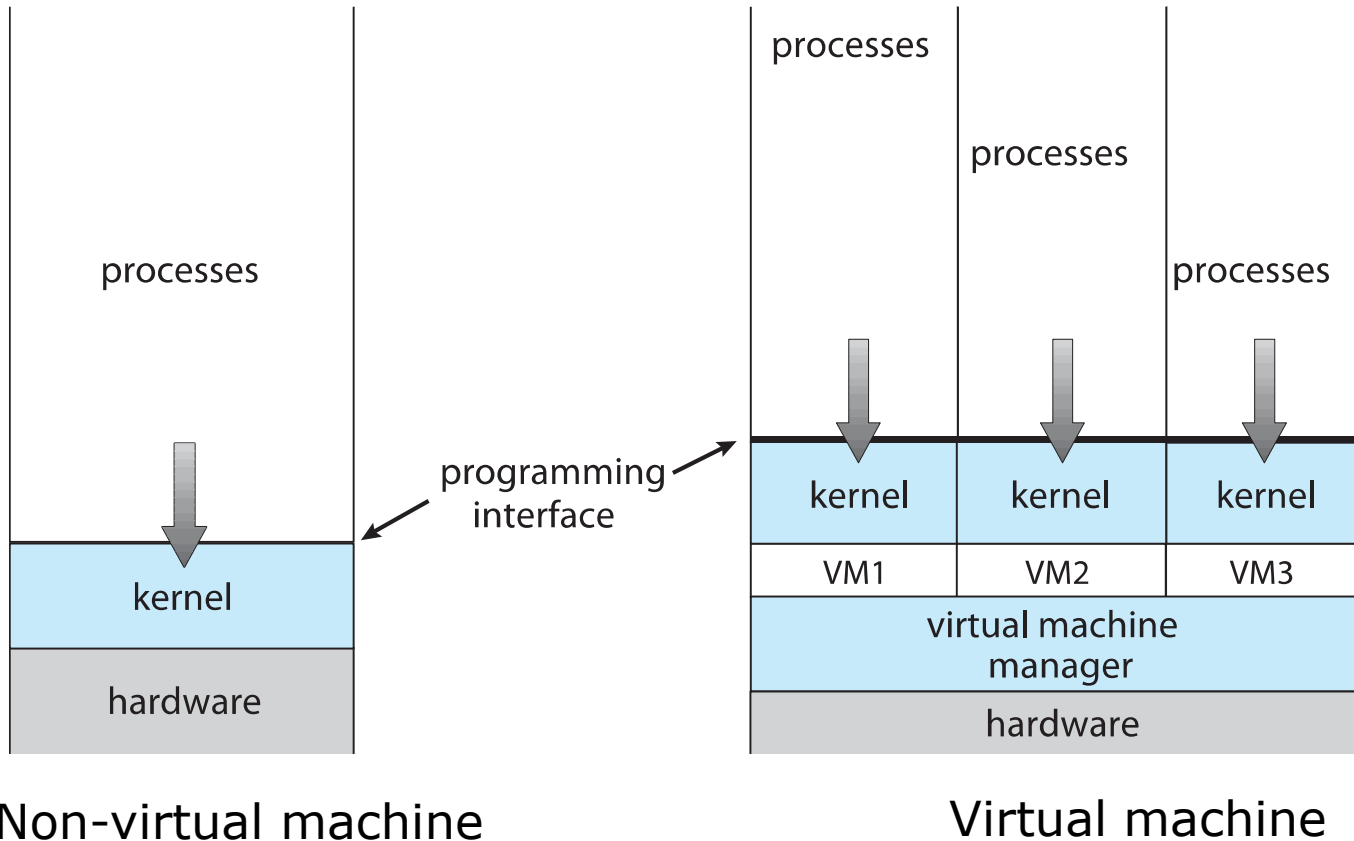 processes
kernel
hardware
programming
interface
processes
processes
processes
kernel
kernel
kernel
VM1
VM2
VM3
virtual machine
manager
hardware
Non-virtual machine
Virtual machine